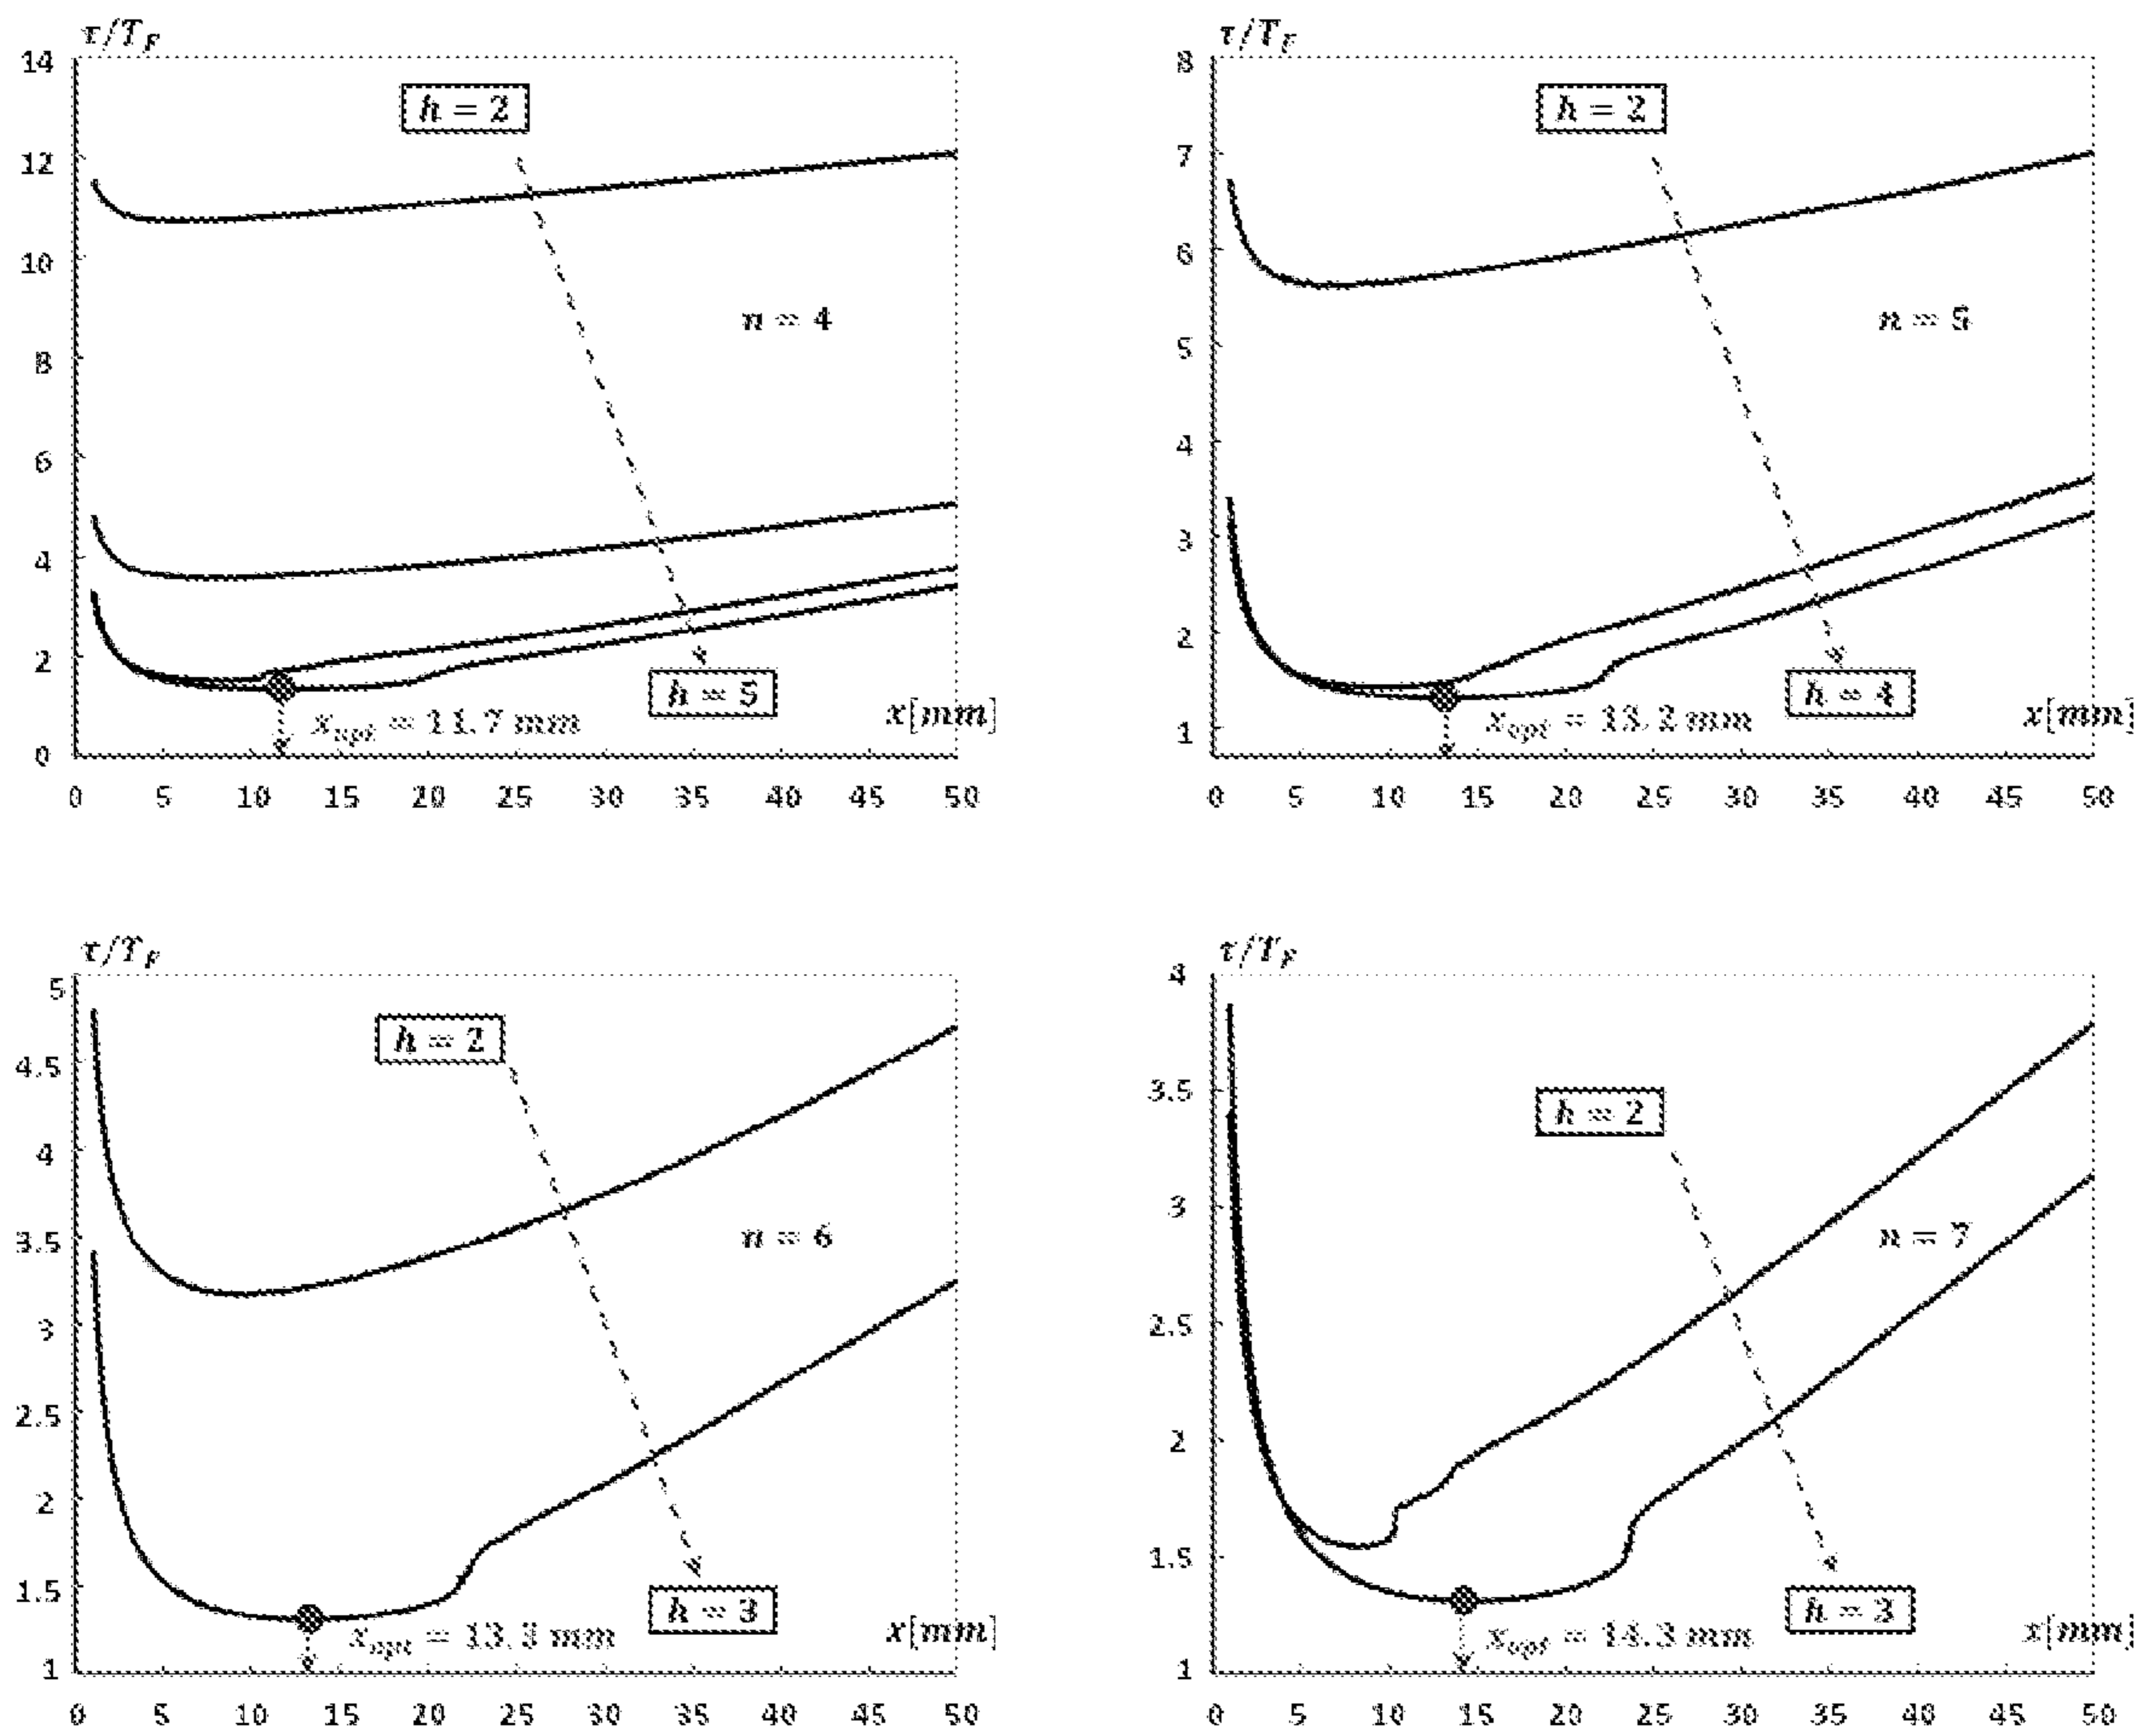 τ/T_F
14
12
10
8
6
4
2
0
h = 2
n = 4
h = 5
x_opt = 11.7 mm
x[mm]
0 5 10 15 20 25 30 35 40 45 50
τ/T_F
8
7
6
5
4
3
2
1
h = 2
n = 5
h = 4
x_opt = 13.2 mm
x[mm]
0 5 10 15 20 25 30 35 40 45 50
τ/T_F
5
4.5
4
3.5
3
2.5
2
1.5
1
h = 2
n = 6
h = 3
x_opt = 13.3 mm
x[mm]
0 5 10 15 20 25 30 35 40 45 50
τ/T_F
4
3.5
3
2.5
2
1.5
1
h = 2
n = 7
h = 3
x_opt = 14.3 mm
x[mm]
0 5 10 15 20 25 30 35 40 45 50